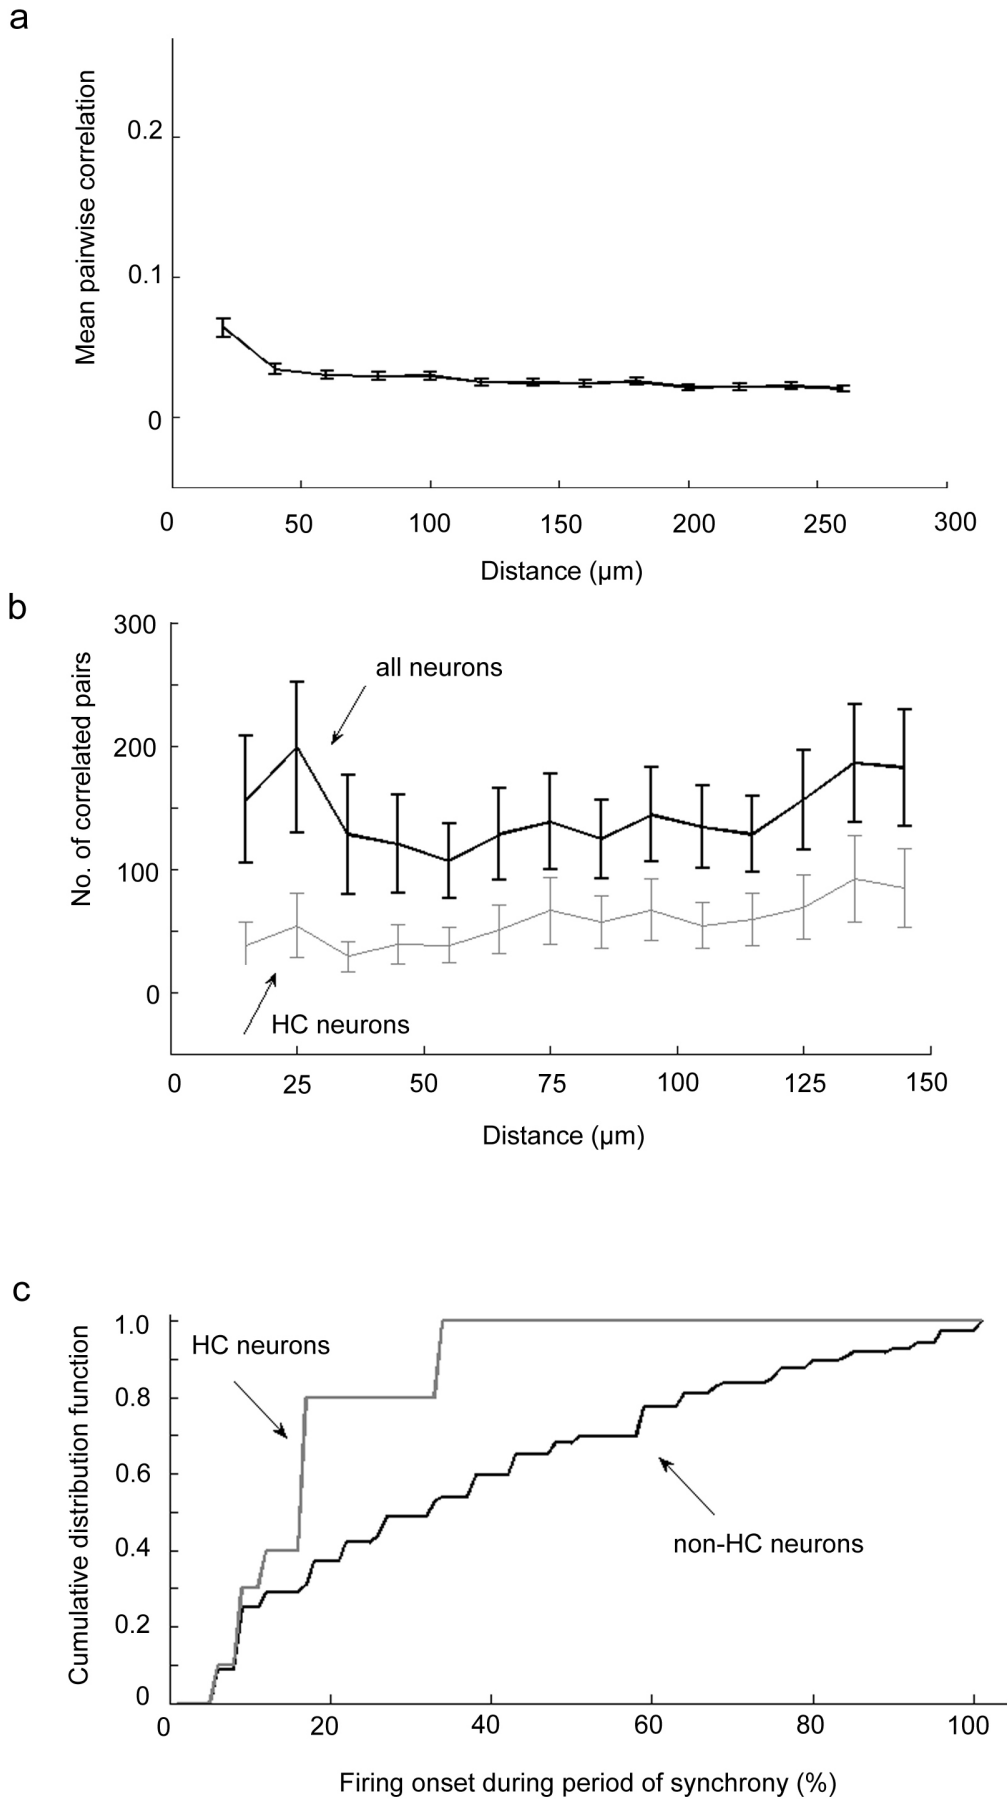 a
Mean pairwise correlation
0.2
0.1
0
0 50 100 150 200 250 300
Distance (µm)
b
No. of correlated pairs
300
200
100
0
all neurons
HC neurons
0 25 50 75 100 125 150
Distance (µm)
c
Cumulative distribution function
1.0
0.8
0.6
0.4
0.2
0
HC neurons
non-HC neurons
0 20 40 60 80 100
Firing onset during period of synchrony (%)